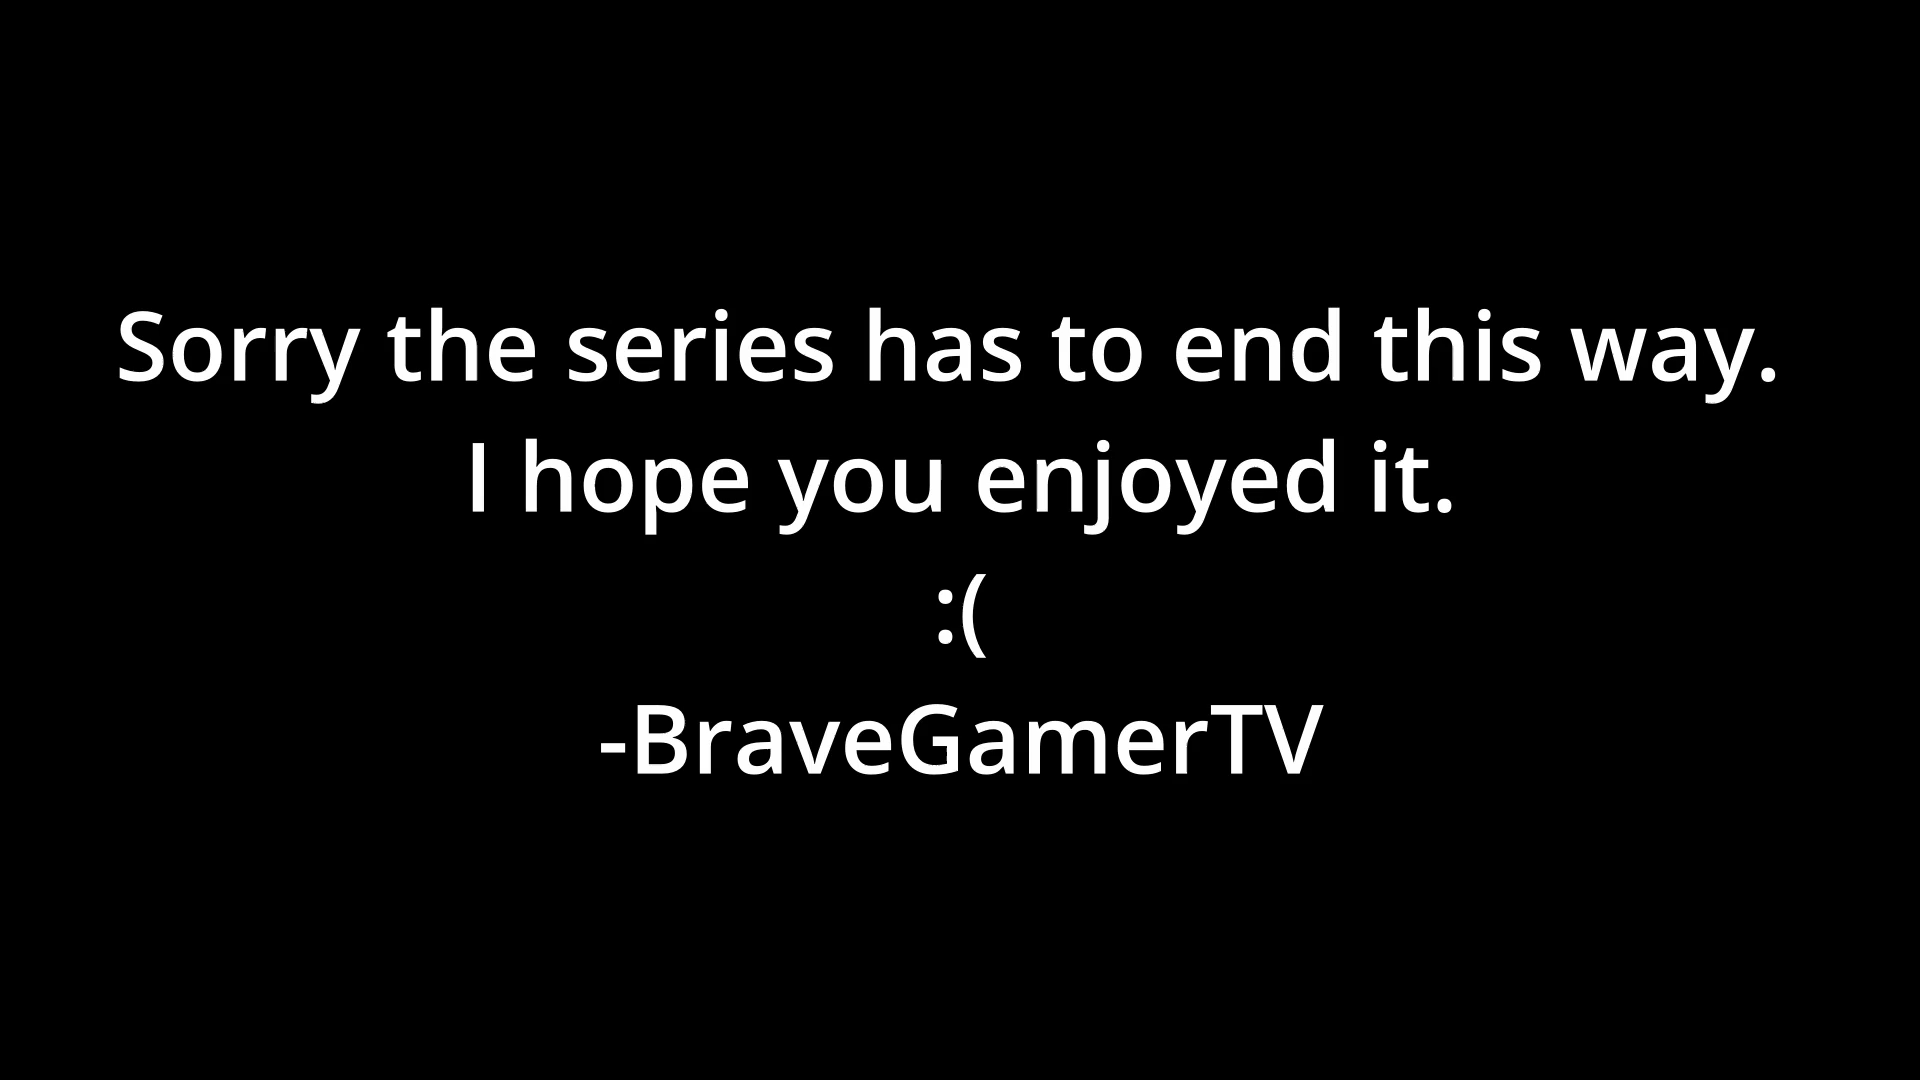 Sorry the series has to end this way.
I hope you enjoyed it.
:(
-BraveGamerTV